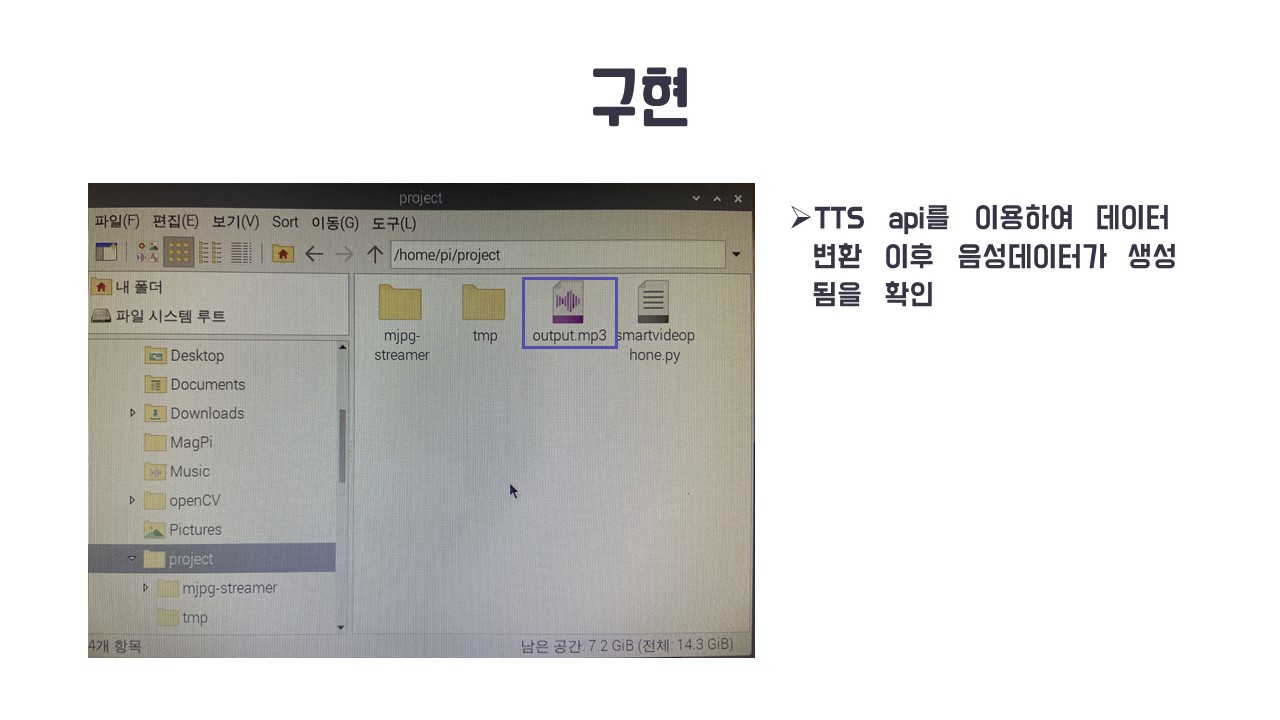 구현
project
파일(F) 편집(E) 보기(V) Sort 이동(G) 도구(L)
/home/pi/project
내 폴더
파일 시스템 루트
Desktop
Documents
Downloads
MagPi
Music
openCV
Pictures
project
mjpg-streamer
tmp
mjpg-
streamer
tmp
output.mp3
smartvideop
hone.py
4개 항목
남은 공간: 7.2 GiB (전체: 14.3 GiB)
➢TTS api를 이용하여 데이터
변환 이후 음성데이터가 생성
됨을 확인